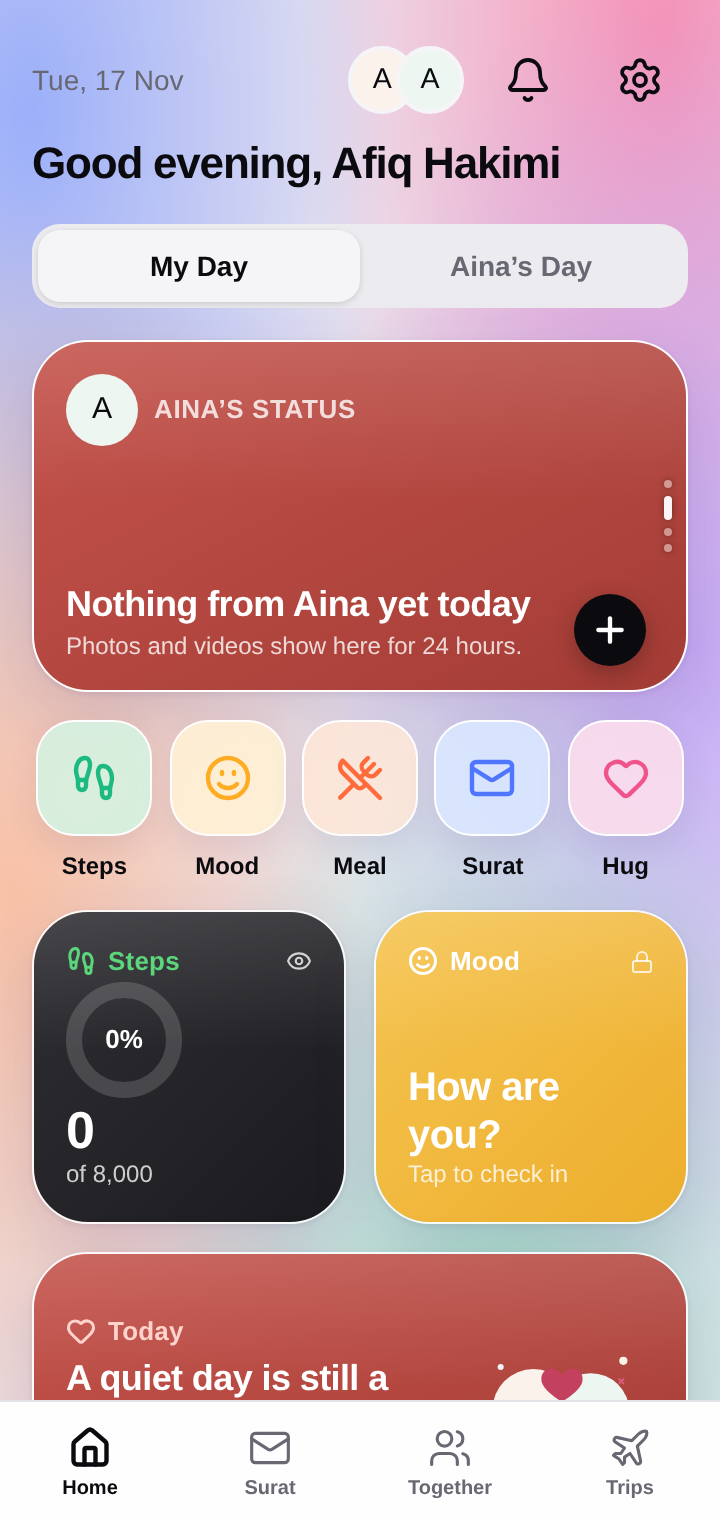 Tue, 17 Nov
A
A
Good evening, Afiq Hakimi
My Day
Aina’s Day
A
AINA’S STATUS
Nothing from Aina yet today
Photos and videos show here for 24 hours.
Steps
Mood
Meal
Surat
Hug
Steps
0%
0
of 8,000
Mood
How are
you?
Tap to check in
Today
A quiet day is still a
Home
Surat
Together
Trips